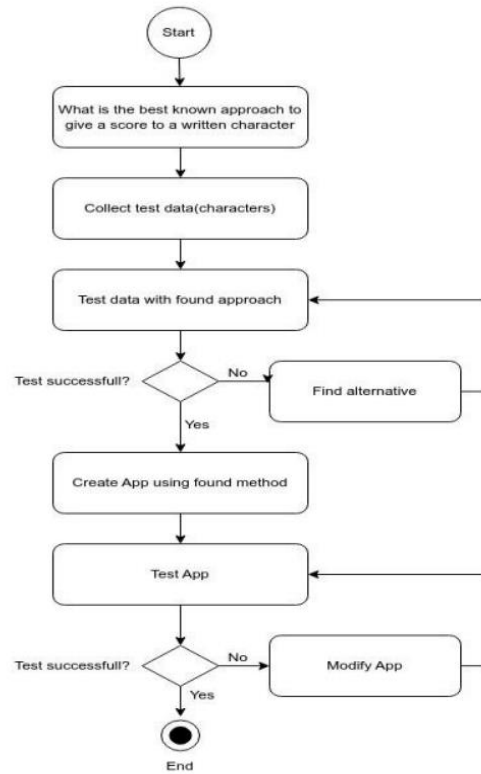 Start
What is the best known approach to
give a score to a written character
Collect test data(characters)
Test data with found approach
Test successfull?
No
Find alternative
Yes
Create App using found method
Test App
Test successfull?
No
Modify App
Yes
End